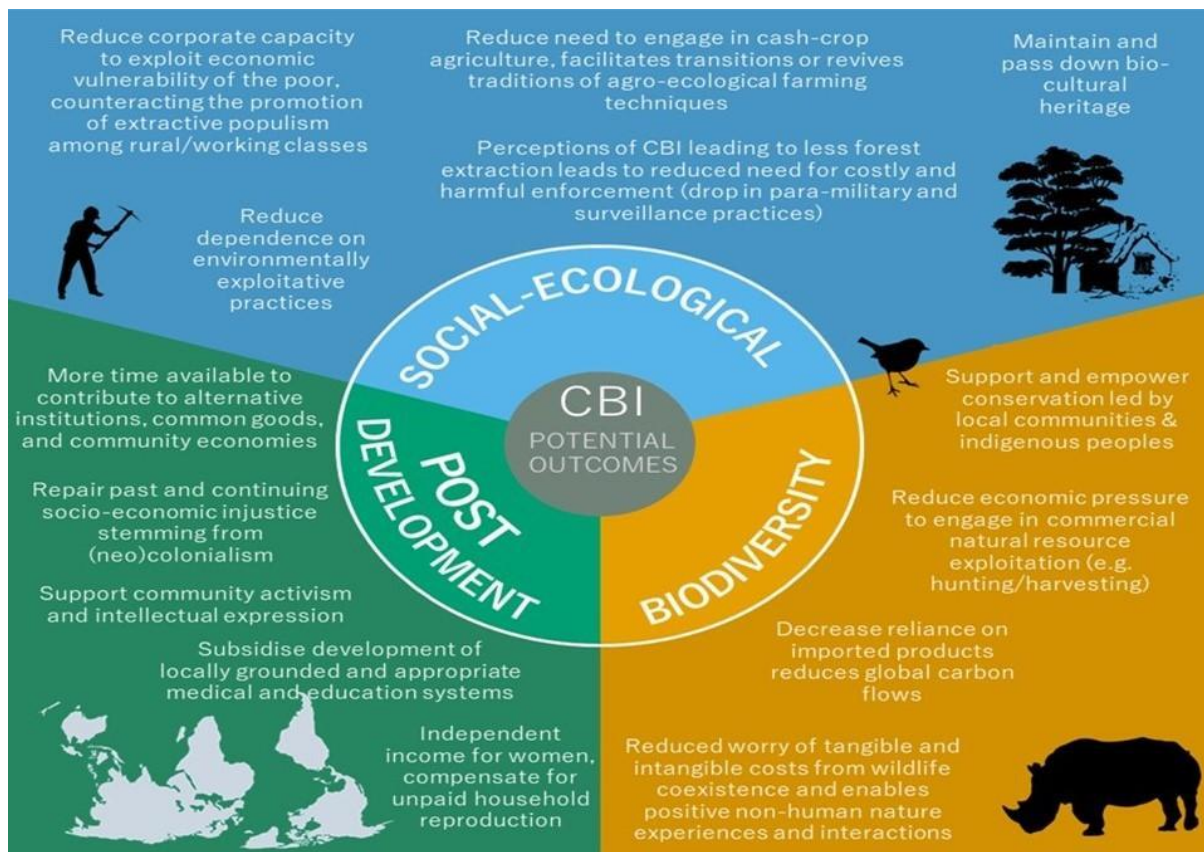 Reduce corporate capacity
to exploit economic
vulnerability of the poor,
counteracting the promotion
of extractive populism
among rural/working classes
Reduce need to engage in cash-crop
agriculture, facilitates transitions or revives
traditions of agro-ecological farming
techniques
Maintain and
pass down bio-
cultural
heritage
Perceptions of CBI leading to less forest
extraction leads to reduced need for costly and
harmful enforcement (drop in para-military and
surveillance practices)
Reduce
dependence on
environmentally
exploitative
practices
SOCIAL-ECOLOGICAL
CBI
POTENTIAL
OUTCOMES
POST
DEVELOPMENT
BIODIVERSITY
More time available to
contribute to alternative
institutions, common goods,
and community economies
Repair past and continuing
socio-economic injustice
stemming from
(neo)colonialism
Support community activism
and intellectual expression
Subsidise development of
locally grounded and appropriate
medical and education systems
Independent
income for women,
compensate for
unpaid household
reproduction
Support and empower
conservation led by
local communities &
indigenous peoples
Reduce economic pressure
to engage in commercial
natural resource
exploitation (e.g.
hunting/harvesting)
Decrease reliance on
imported products
reduces global carbon
flows
Reduced worry of tangible and
intangible costs from wildlife
coexistence and enables
positive non-human nature
experiences and interactions